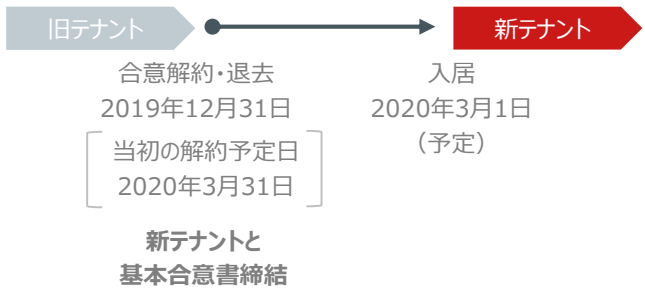 旧テナント
新テナント
合意解約・退去
2019年12月31日
当初の解約予定日
2020年3月31日
新テナントと
基本合意書締結
入居
2020年3月1日
（予定）